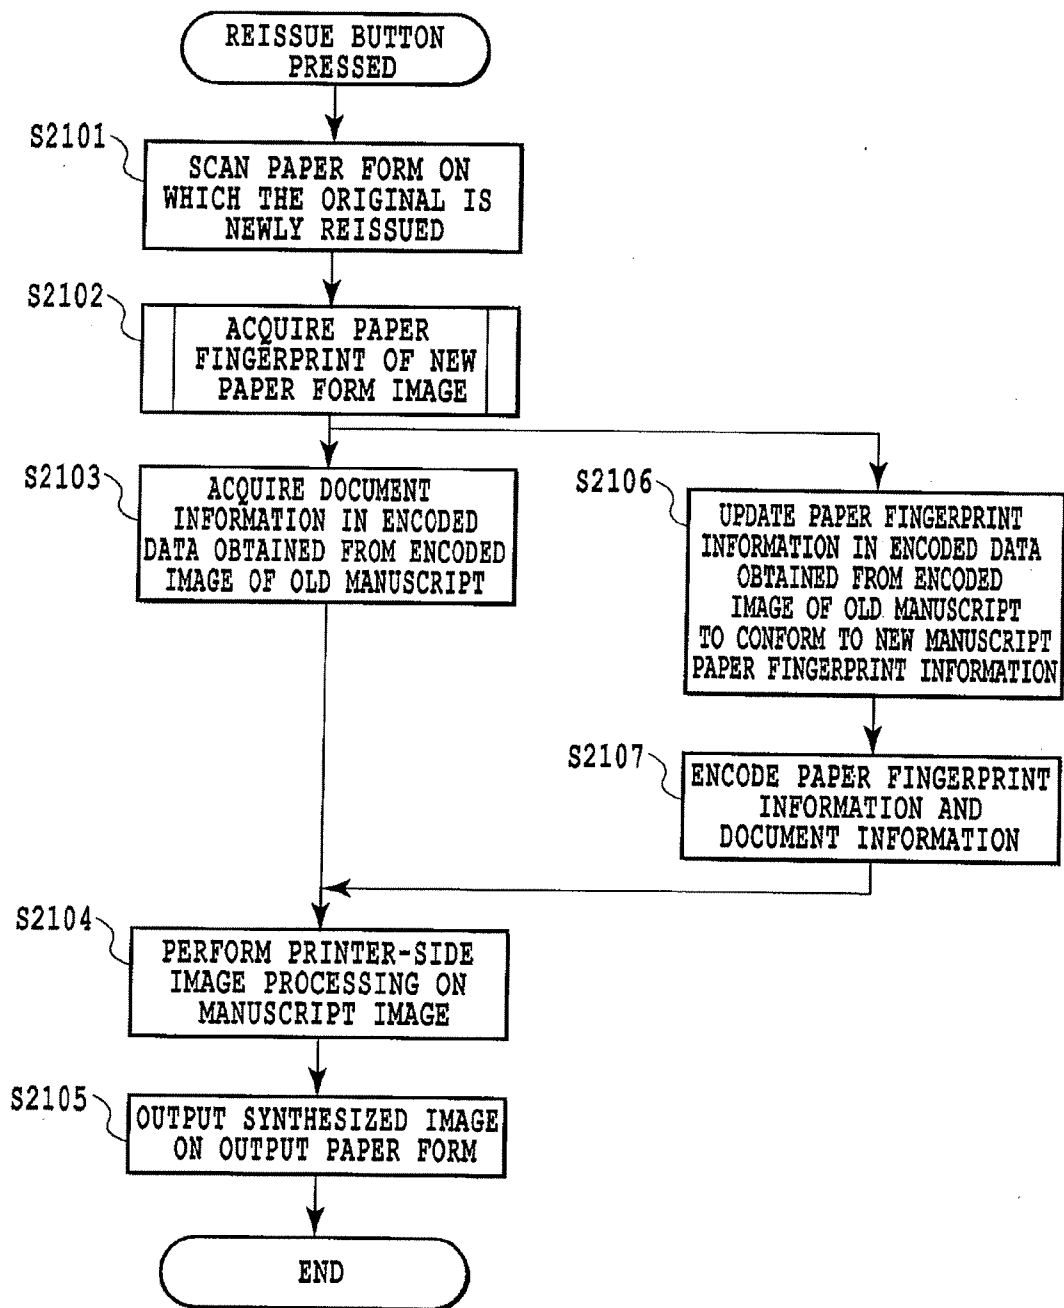 REISSUE BUTTON
PRESSED
S2101
SCAN PAPER FORM ON
WHICH THE ORIGINAL IS
NEWLY REISSUED
S2102
ACQUIRE PAPER
FINGERPRINT OF NEW
PAPER FORM IMAGE
S2103
ACQUIRE DOCUMENT
INFORMATION IN ENCODED
DATA OBTAINED FROM ENCODED
IMAGE OF OLD MANUSCRIPT
S2106
UPDATE PAPER FINGERPRINT
INFORMATION IN ENCODED DATA
OBTAINED FROM ENCODED
IMAGE OF OLD MANUSCRIPT
TO CONFORM TO NEW MANUSCRIPT
PAPER FINGERPRINT INFORMATION
S2107
ENCODE PAPER FINGERPRINT
INFORMATION AND
DOCUMENT INFORMATION
S2104
PERFORM PRINTER-SIDE
IMAGE PROCESSING ON
MANUSCRIPT IMAGE
S2105
OUTPUT SYNTHESIZED IMAGE
ON OUTPUT PAPER FORM
END